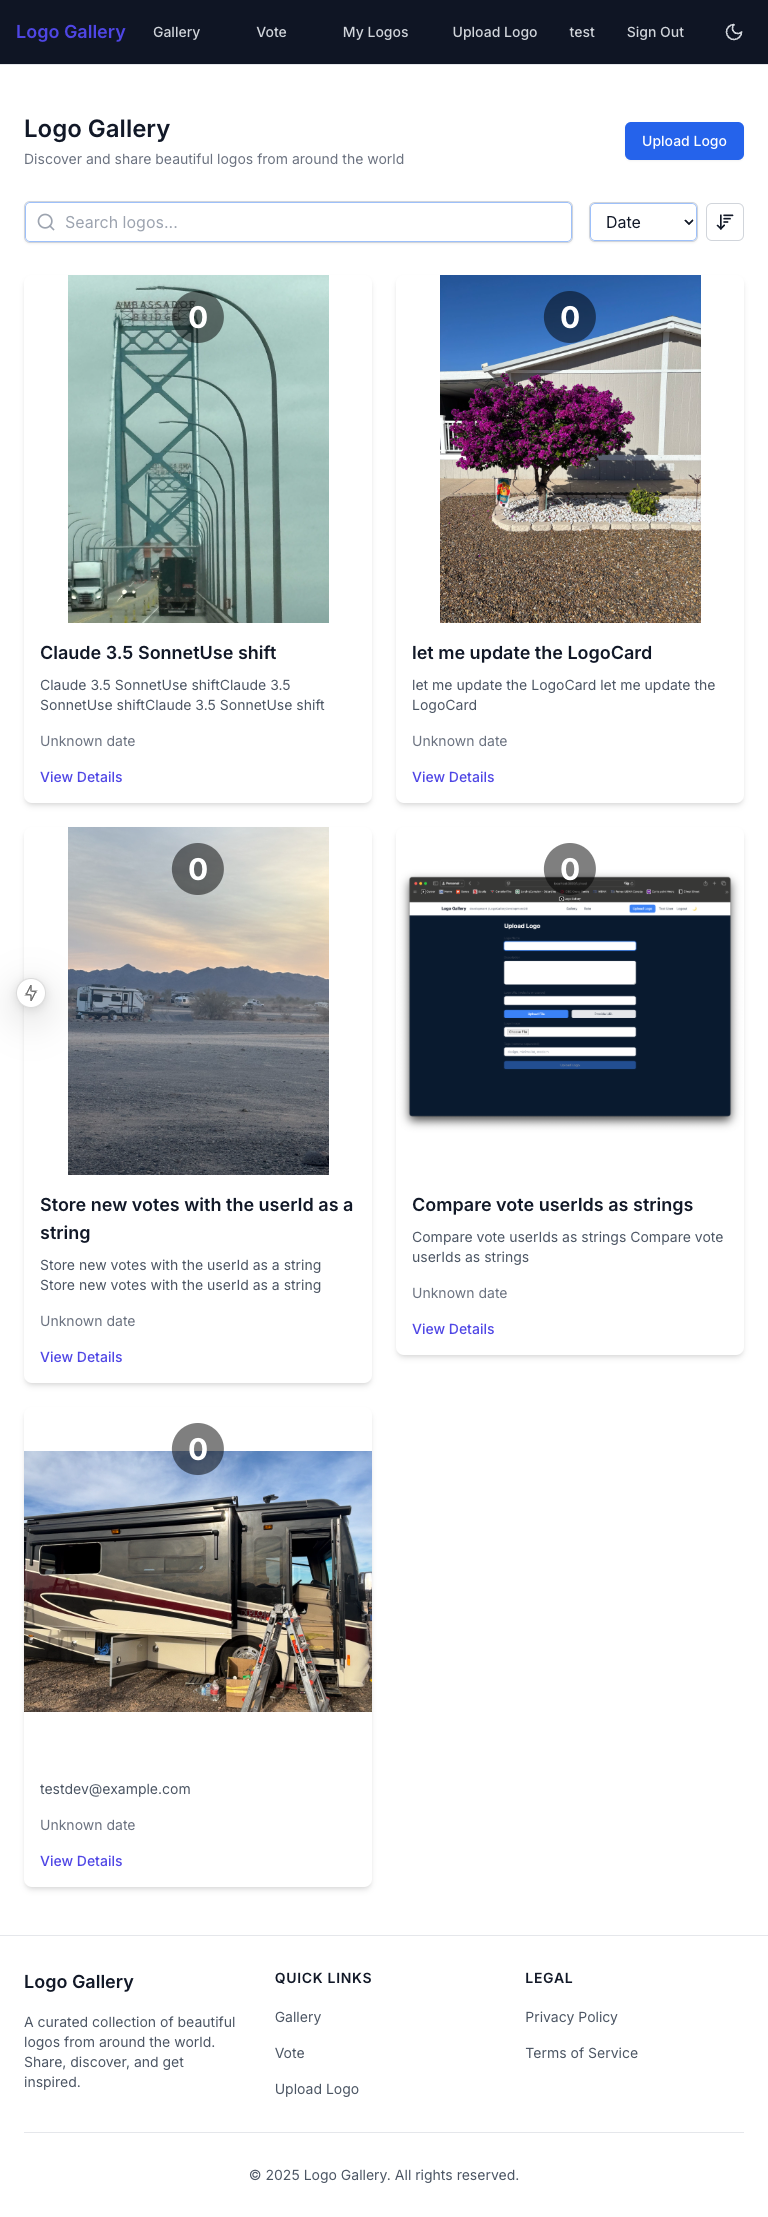 Logo Gallery
Gallery
Vote
My Logos
Upload Logo
test
Sign Out
Logo Gallery
Discover and share beautiful logos from around the world
Upload Logo
Search logos...
Date
AMBASSADOR
BRIDGE
0
0
Claude 3.5 SonnetUse shift
Claude 3.5 SonnetUse shiftClaude 3.5
SonnetUse shiftClaude 3.5 SonnetUse shift
Unknown date
View Details
let me update the LogoCard
let me update the LogoCard let me update the
LogoCard
Unknown date
View Details
0
0
Logo Gallery
Upload Logo
Upload Logo
Store new votes with the userId as a
string
Store new votes with the userId as a string
Store new votes with the userId as a string
Unknown date
View Details
Compare vote userIds as strings
Compare vote userIds as strings Compare vote
userIds as strings
Unknown date
View Details
0
testdev@example.com
Unknown date
View Details
Logo Gallery
A curated collection of beautiful
logos from around the world.
Share, discover, and get
inspired.
QUICK LINKS
Gallery
Vote
Upload Logo
LEGAL
Privacy Policy
Terms of Service
© 2025 Logo Gallery. All rights reserved.